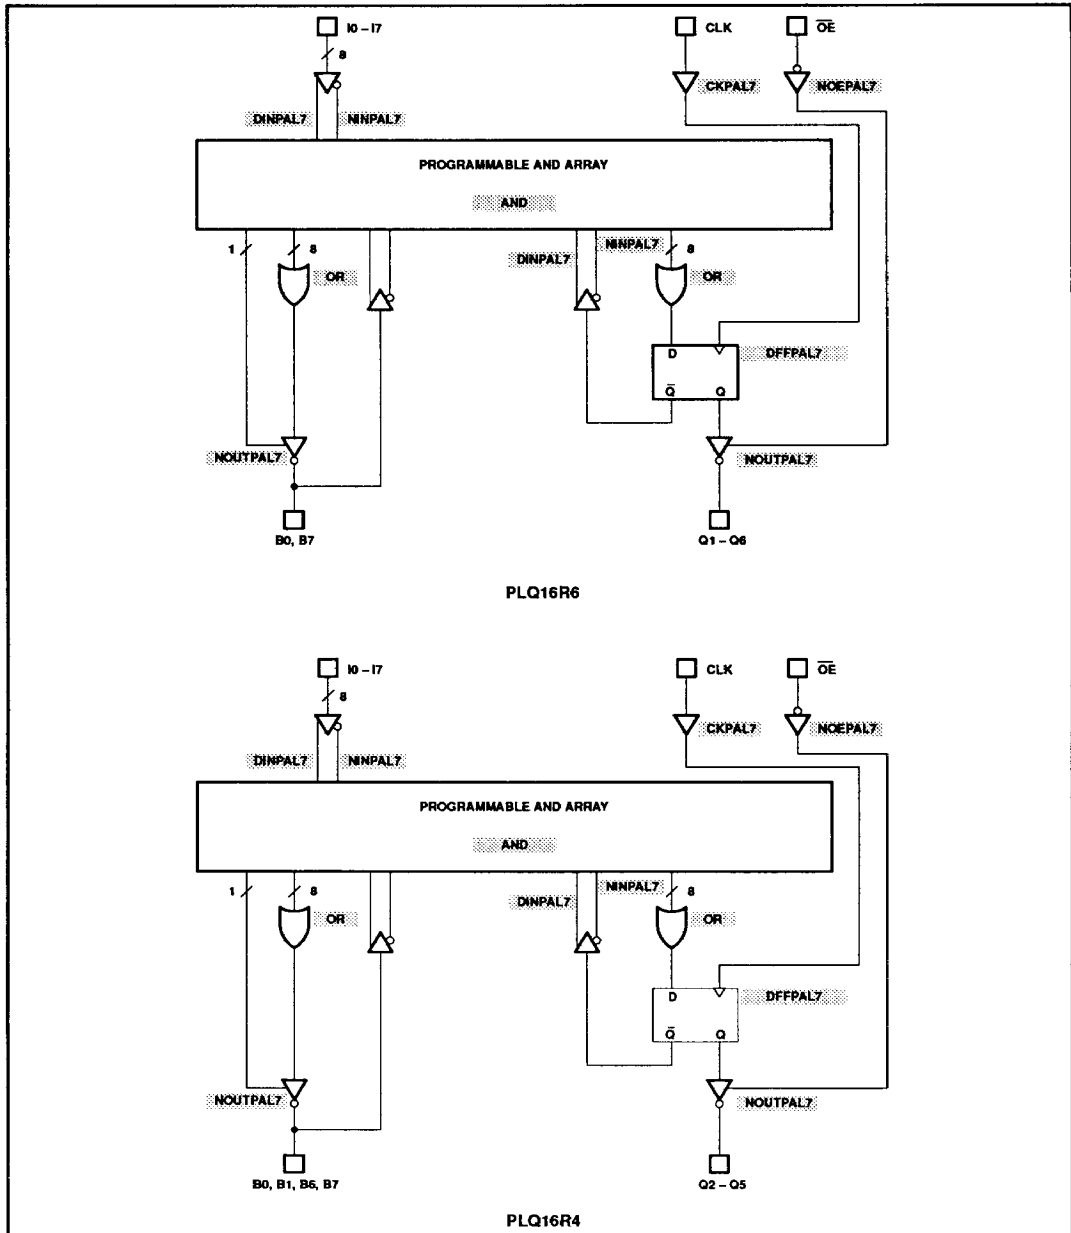 I0 – I7
CLK
OE
8
CKPAL7
NOEPAL7
DINPAL7
NINPAL7
PROGRAMMABLE AND ARRAY
AND
1
8
NINPAL7
8
DINPAL7
OR
OR
D
DFFPAL7
Q
Q
NOUTPAL7
NOUTPAL7
B0, B7
Q1 – Q6
PLQ16R6
I0 – I7
CLK
OE
8
CKPAL7
NOEPAL7
DINPAL7
NINPAL7
PROGRAMMABLE AND ARRAY
AND
1
8
NINPAL7
8
DINPAL7
OR
OR
D
DFFPAL7
Q
Q
NOUTPAL7
NOUTPAL7
B0, B1, B6, B7
Q2 – Q5
PLQ16R4